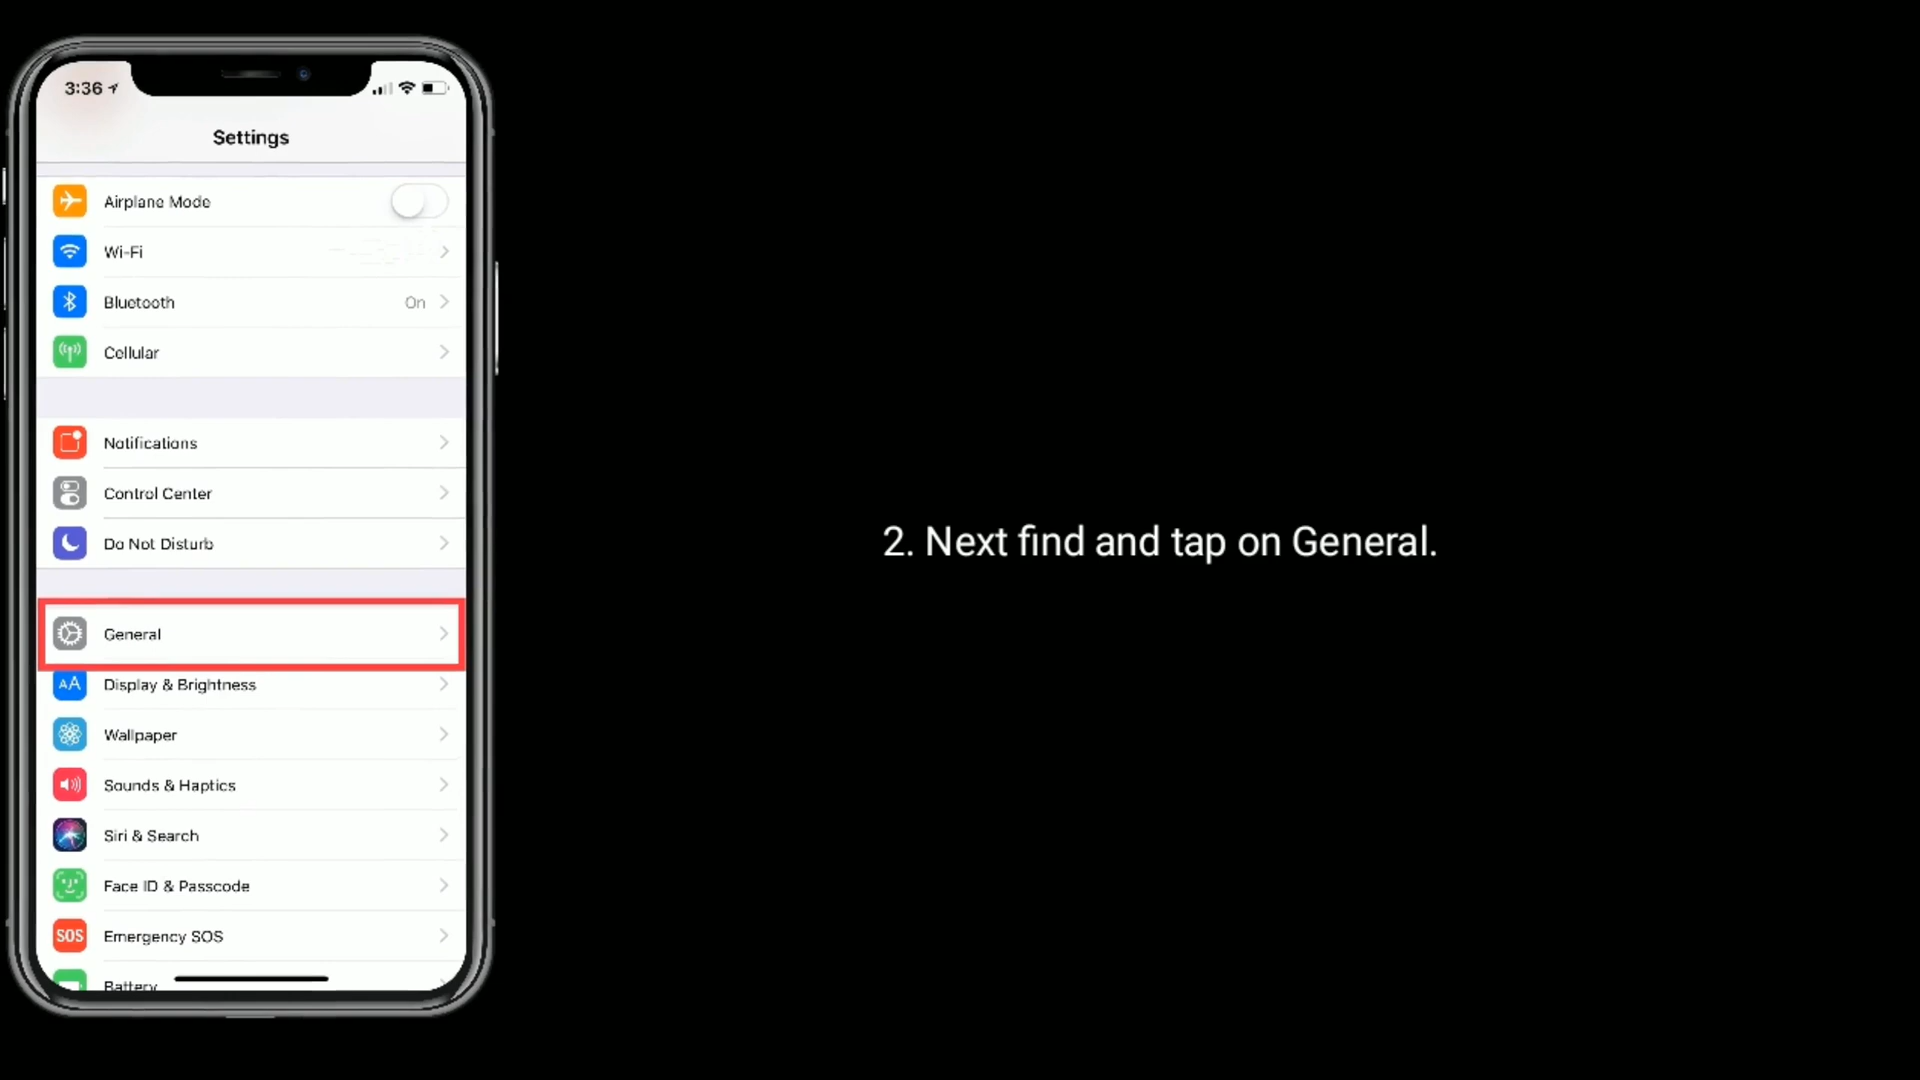 3:36
Settings
Airplane Mode
Wi-Fi
Bluetooth
On
Cellular
Notifications
Control Center
Do Not Disturb
General
AA
Display & Brightness
Wallpaper
Sounds & Haptics
Siri & Search
Face ID & Passcode
SOS
Emergency SOS
Battery
2. Next find and tap on General.